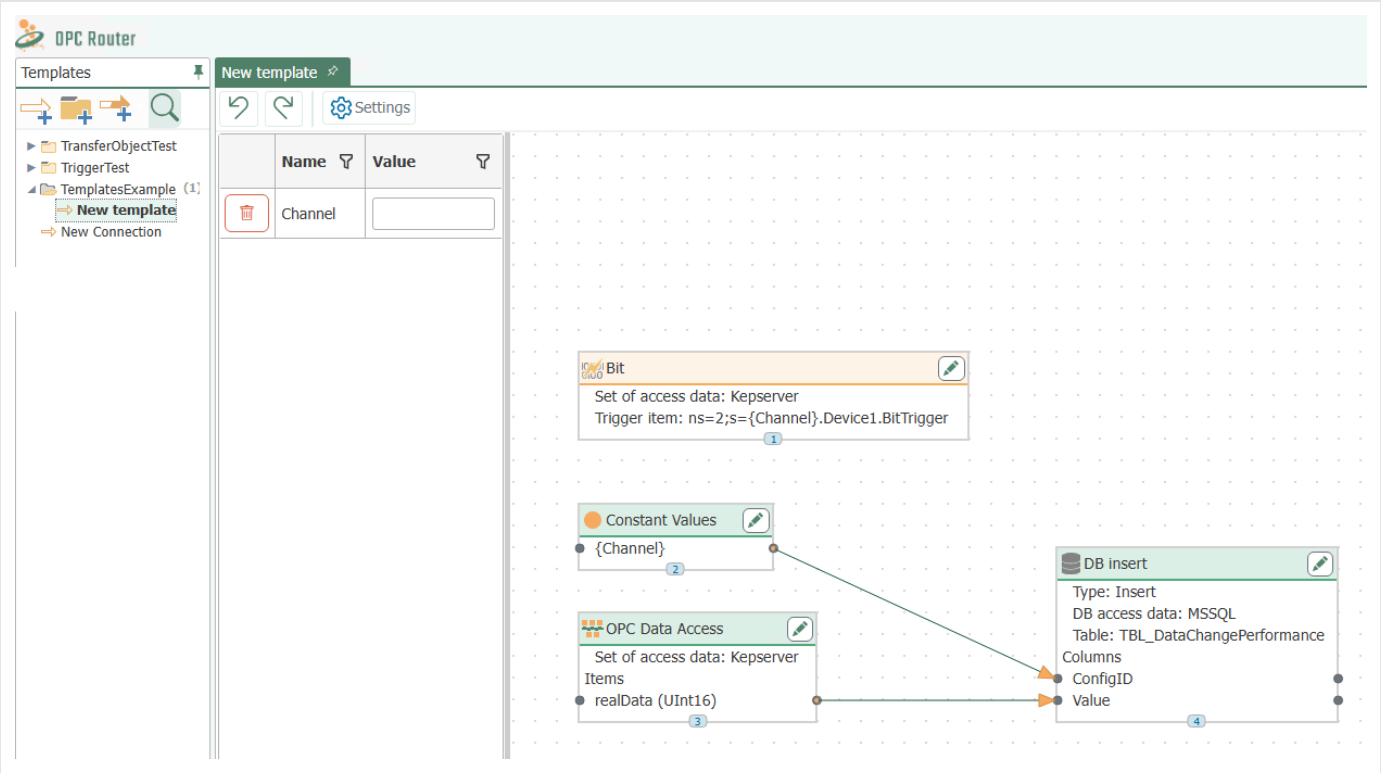 OPC Router
Templates
New template
Settings
TransferObjectTest
TriggerTest
TemplatesExample (1)
New template
New Connection
Name Value
Channel
Bit
Set of access data: Kepserver
Trigger item: ns=2;s={Channel}.Device1.BitTrigger
1
Constant Values
{Channel}
2
OPC Data Access
Set of access data: Kepserver
Items
realData (UInt16)
3
DB insert
Type: Insert
DB access data: MSSQL
Table: TBL_DataChangePerformance
Columns
ConfigID
Value
4